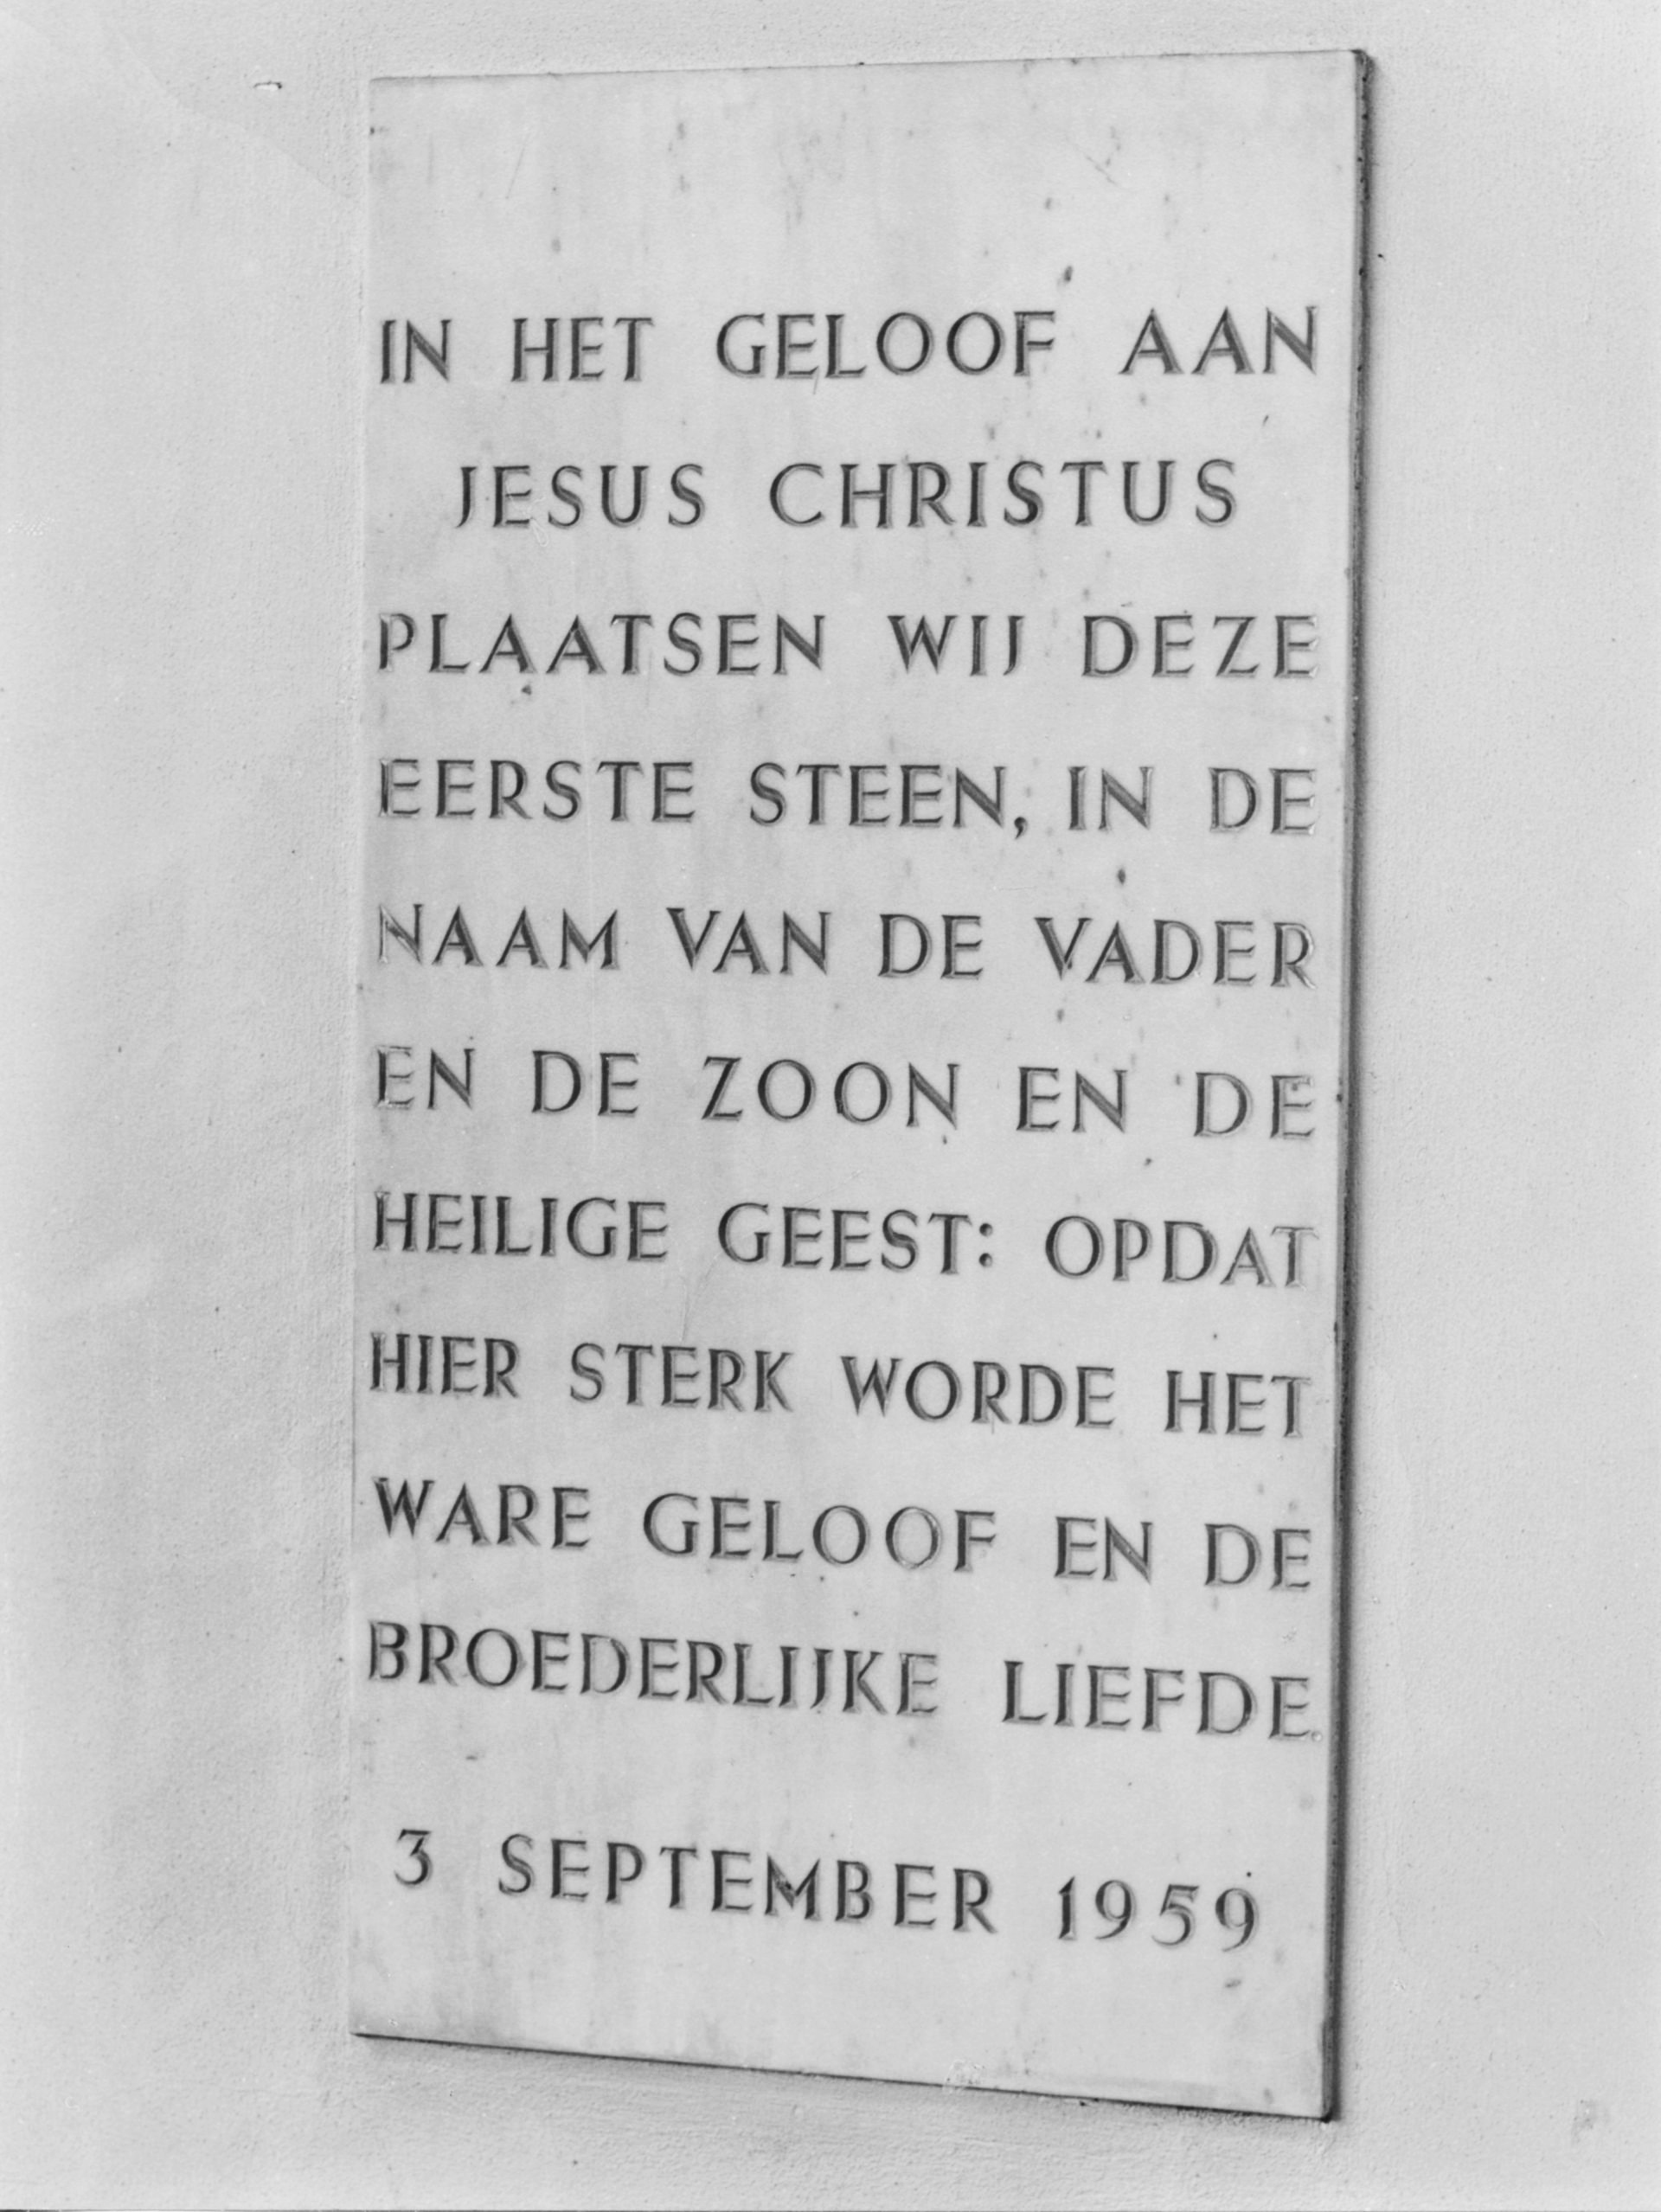 IN HET GELOOF AAN
JESUS CHRISTUS
PLAATSEN WIJ DEZE
EERSTE STEEN, IN DE
NAAM VAN DE VADER
EN DE ZOON EN DE
HEILIGE GEEST: OPDAT
HIER STERK WORDE HET
WARE GELOOF EN DE
BROEDERLIJKE LIEFDE.
3 SEPTEMBER 1959